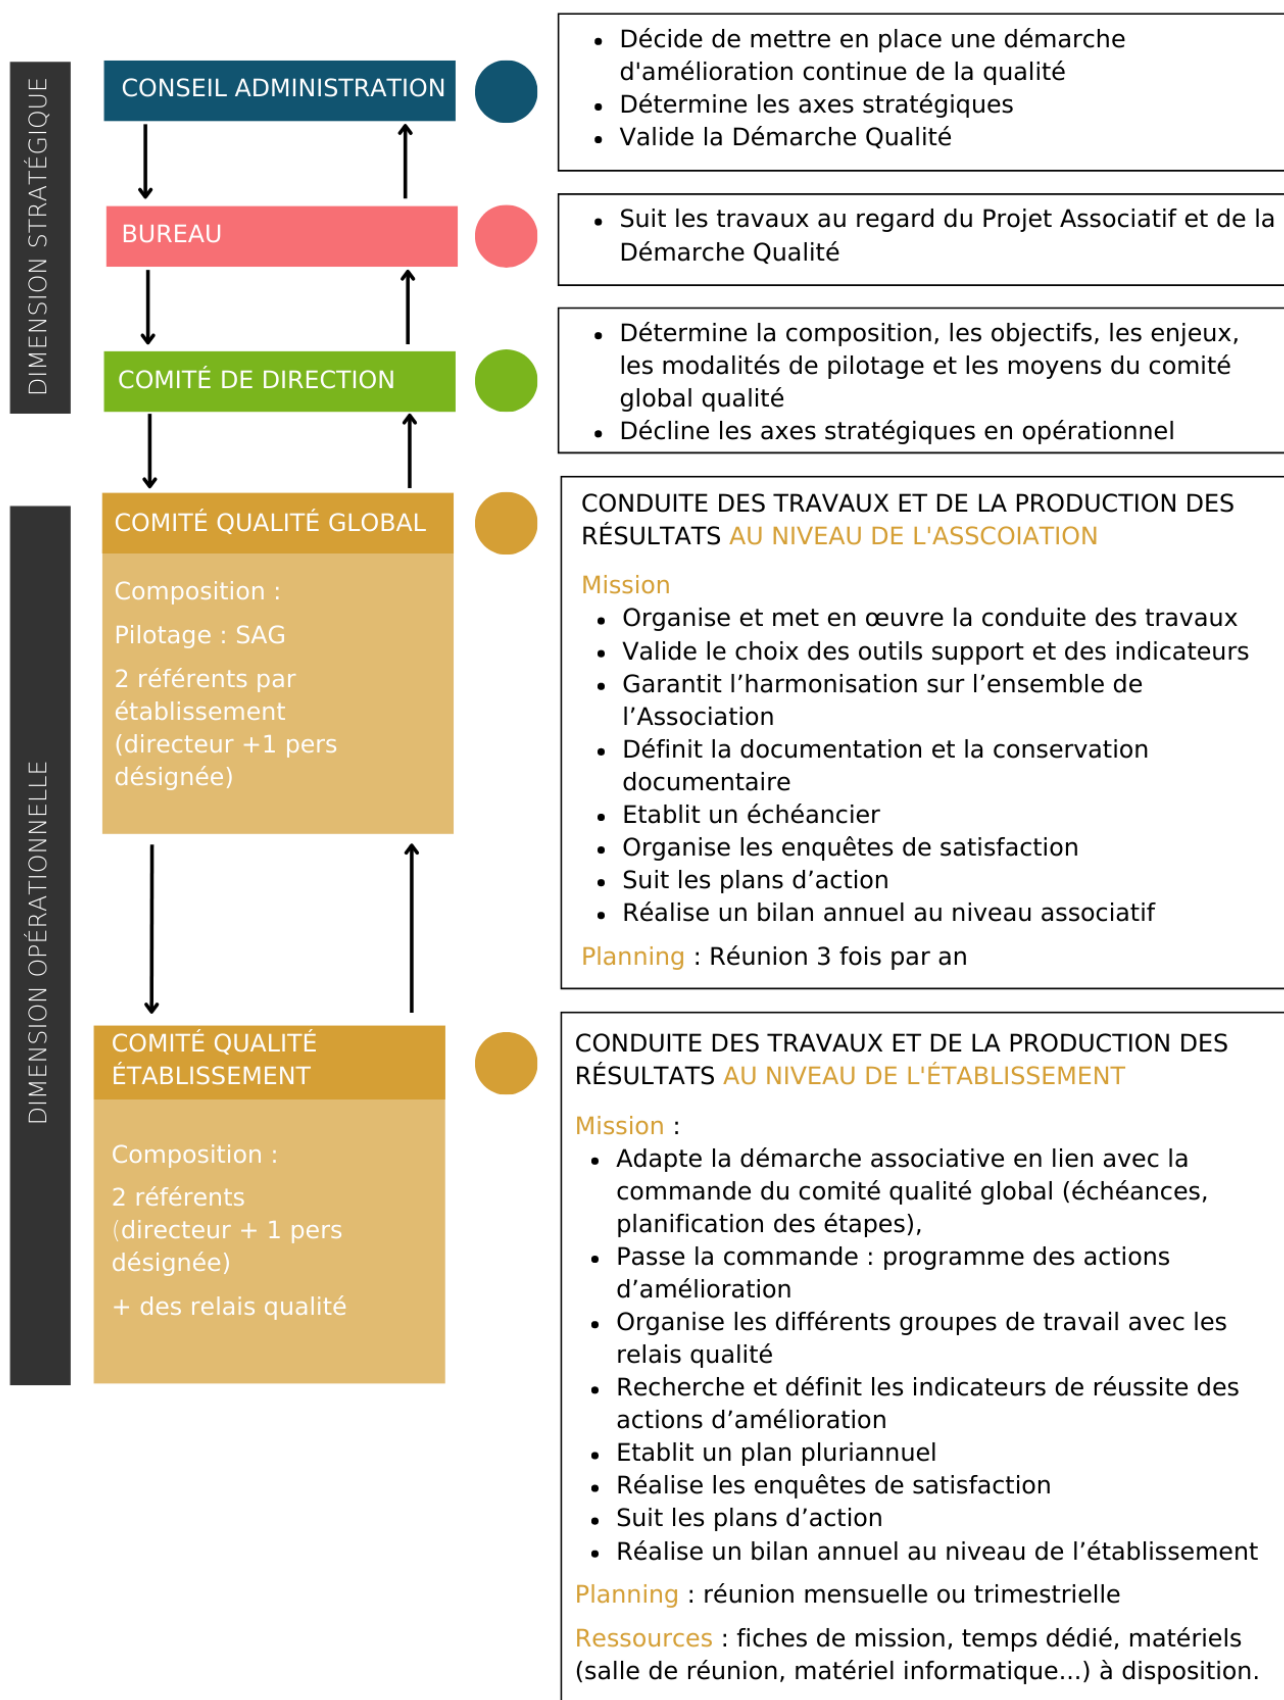 DIMENSION STRATÉGIQUE
CONSEIL ADMINISTRATION
• Décide de mettre en place une démarche
d'amélioration continue de la qualité
• Détermine les axes stratégiques
• Valide la Démarche Qualité
BUREAU
• Suit les travaux au regard du Projet Associatif et de la
Démarche Qualité
COMITÉ DE DIRECTION
• Détermine la composition, les objectifs, les enjeux,
les modalités de pilotage et les moyens du comité
global qualité
• Décline les axes stratégiques en opérationnel
DIMENSION OPÉRATIONNELLE
COMITÉ QUALITÉ GLOBAL
Composition :
Pilotage : SAG
2 référents par
établissement
(directeur +1 pers
désignée)
CONDUITE DES TRAVAUX ET DE LA PRODUCTION DES
RÉSULTATS AU NIVEAU DE L'ASSCOIATION
Mission
• Organise et met en œuvre la conduite des travaux
• Valide le choix des outils support et des indicateurs
• Garantit l’harmonisation sur l’ensemble de
l’Association
• Définit la documentation et la conservation
documentaire
• Etablit un échéancier
• Organise les enquêtes de satisfaction
• Suit les plans d’action
• Réalise un bilan annuel au niveau associatif
Planning : Réunion 3 fois par an
COMITÉ QUALITÉ
ÉTABLISSEMENT
Composition :
2 référents
(directeur + 1 pers
désignée)
+ des relais qualité
CONDUITE DES TRAVAUX ET DE LA PRODUCTION DES
RÉSULTATS AU NIVEAU DE L'ÉTABLISSEMENT
Mission :
• Adapte la démarche associative en lien avec la
commande du comité qualité global (échéances,
planification des étapes),
• Passe la commande : programme des actions
d’amélioration
• Organise les différents groupes de travail avec les
relais qualité
• Recherche et définit les indicateurs de réussite des
actions d’amélioration
• Etablit un plan pluriannuel
• Réalise les enquêtes de satisfaction
• Suit les plans d’action
• Réalise un bilan annuel au niveau de l’établissement
Planning : réunion mensuelle ou trimestrielle
Ressources : fiches de mission, temps dédié, matériels
(salle de réunion, matériel informatique...) à disposition.